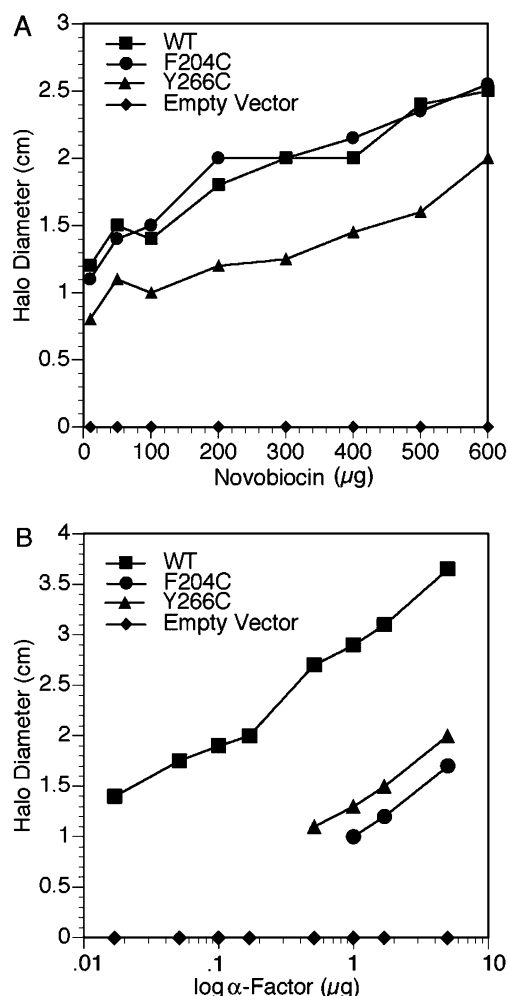 A
3
WT
F204C
Y266C
Empty Vector
2.5
2
1.5
1
0.5
0
Halo Diameter (cm)
0 100 200 300 400 500 600
Novobiocin (µg)
B
4
WT
F204C
Y266C
Empty Vector
3.5
3
2.5
2
1.5
1
0.5
0
Halo Diameter (cm)
.01 .1 1 10
log α-Factor (µg)